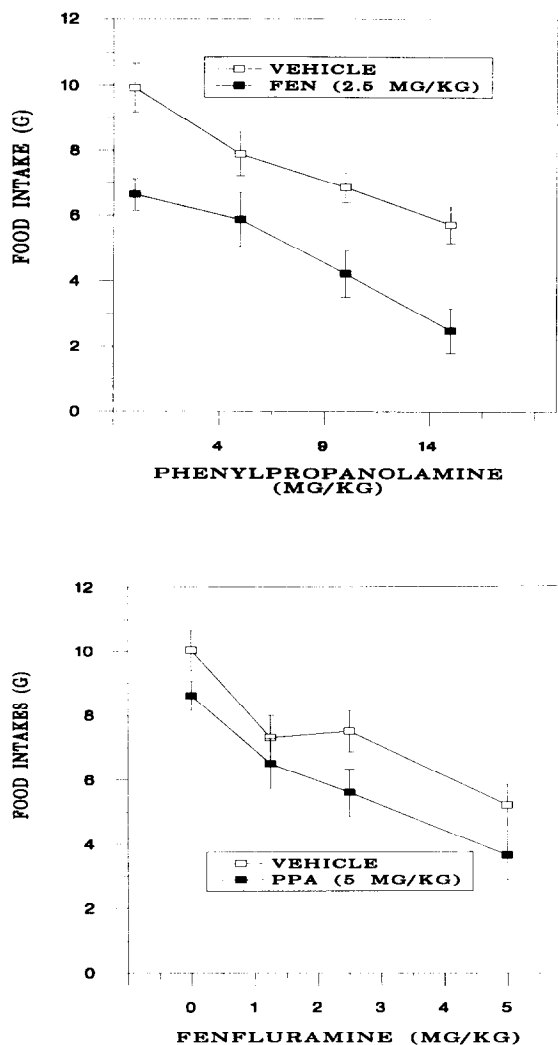 12
10
8
6
4
2
0
FOOD INTAKE (G)
VEHICLE
FEN (2.5 MG/KG)
4 9 14
PHENYLPROPANOLAMINE
(MG/KG)
12
10
8
6
4
2
0
FOOD INTAKES (G)
VEHICLE
PPA (5 MG/KG)
0 1 2 3 4 5
FENFLURAMINE (MG/KG)